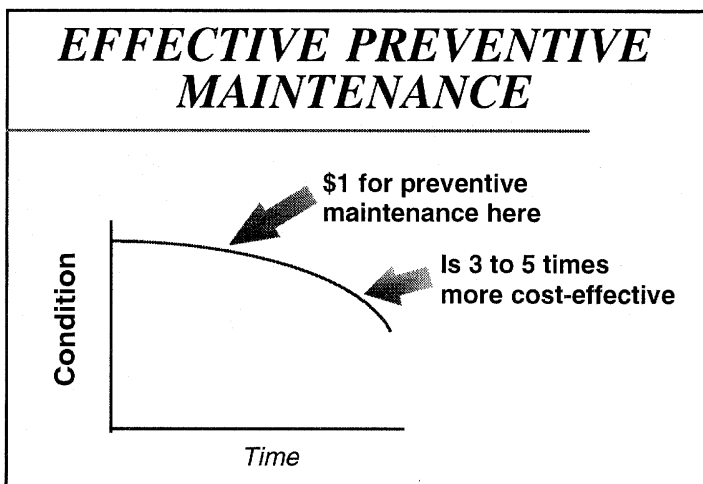 EFFECTIVE PREVENTIVE
MAINTENANCE
$1 for preventive
maintenance here
Is 3 to 5 times
more cost-effective
Condition
Time